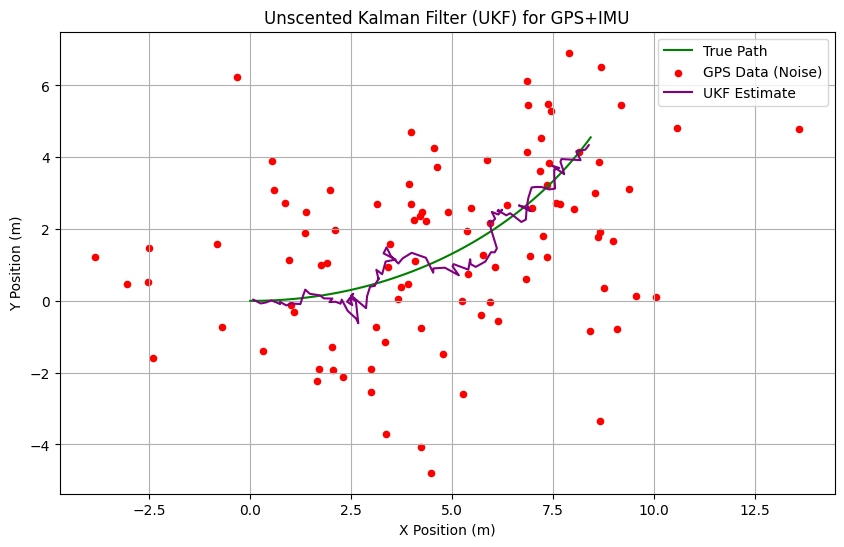 Unscented Kalman Filter (UKF) for GPS+IMU
True Path
GPS Data (Noise)
UKF Estimate
Y Position (m)
6
4
2
0
−2
−4
−2.5
0.0
2.5
5.0
7.5
10.0
12.5
X Position (m)